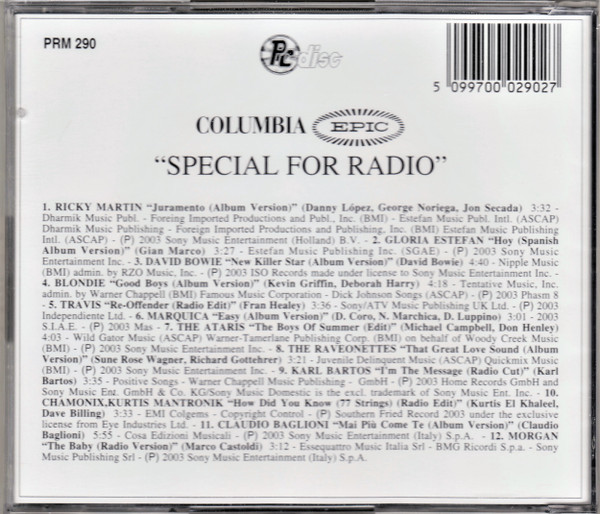 PRM 290
PL disc
5 099700 029027
COLUMBIA EPIC
“SPECIAL FOR RADIO”
1. RICKY MARTIN “Juramento (Album Version)” (Danny López, George Noriega, Jon Secada) 3:32 -
Dharmik Music Publ. - Foreing Imported Productions and Publ., Inc. (BMI) - Estefan Music Publ. Intl. (ASCAP)
Dharmik Music Publishing - Foreign Imported Productions and Publishing, Inc. (BMI) Estefan Music Publishing
Intl. (ASCAP) - (P) 2003 Sony Music Entertainment (Holland) B.V. - 2. GLORIA ESTEFAN “Hoy (Spanish
Album Version)” (Gian Marco) 3:27 - Estefan Music Publishing Inc. (SGAE) - (P) 2003 Sony Music
Entertainment Inc. - 3. DAVID BOWIE “New Killer Star (Album Version)” (David Bowie) 4:40 - Nipple Music
(BMI) admin. by RZO Music, Inc. - (P) 2003 ISO Records made under license to Sony Music Entertainment Inc. -
4. BLONDIE “Good Boys (Album Version)” (Kevin Griffin, Deborah Harry) 4:18 - Tentative Music, Inc.
admin. by Warner Chappell (BMI) Famous Music Corporation - Dick Johnson Songs (ASCAP) - (P) 2003 Phasm 8
- 5. TRAVIS “Re-Offender (Radio Edit)” (Fran Healey) 3:36 - Sony/ATV Music Publishing UK Ltd. - (P) 2003
Independiente Ltd. - 6. MARQUICA “Easy (Album Version)” (D. Coro, N. Marchica, D. Luppino) 3:01 - 2003
S.I.A.E. - (P) 2003 Mas - 7. THE ATARIS “The Boys Of Summer (Edit)” (Michael Campbell, Don Henley)
4:03 - Wild Gator Music (ASCAP) Warner-Tamerlane Publishing Corp. (BMI) on behalf of Woody Creek Music
(BMI) - (P) 2003 Sony Music Entertainment Inc. - 8. THE RAVEONETTES “That Great Love Sound (Album
Version)” (Sune Rose Wagner, Richard Gottehrer) 3:21 - Juvenile Delinquent Music (ASCAP) Quickmix Music
(BMI) - (P) 2003 Sony Music Entertainment Inc. - 9. KARL BARTOS “I’m The Message (Radio Cut)” (Karl
Bartos) 3:35 - Positive Songs - Warner Chappell Publishing - GmbH - (P) 2003 Home Records GmbH and
Sony Music Ent. GmbH & Co. KG/Sony Music Domestic is the excl. trademark of Sony Music Ent. Inc. - 10.
CHAMONIX,KURTIS MANTRONIK “How Did You Know (77 Strings) (Radio Edit)” (Kurtis El Khaleel,
Dave Billing) 3:33 - EMI Colgems - Copyright Control - (P) Southern Fried Record 2003 under the exclusive
license from Eye Industries Ltd. - 11. CLAUDIO BAGLIONI “Mai Più Come Te (Album Version)” (Claudio
Baglioni) 5:55 - Cosa Edizioni Musicali - (P) 2003 Sony Music Entertainment (Italy) S.p.A. - 12. MORGAN
“The Baby (Radio Version)” (Marco Castoldi) 3:12 - Essequattro Music Italia Srl - BMG Ricordi S.p.a. - Sony
Music Publishing Srl - (P) 2003 Sony Music Entertainment (Italy) S.p.A.